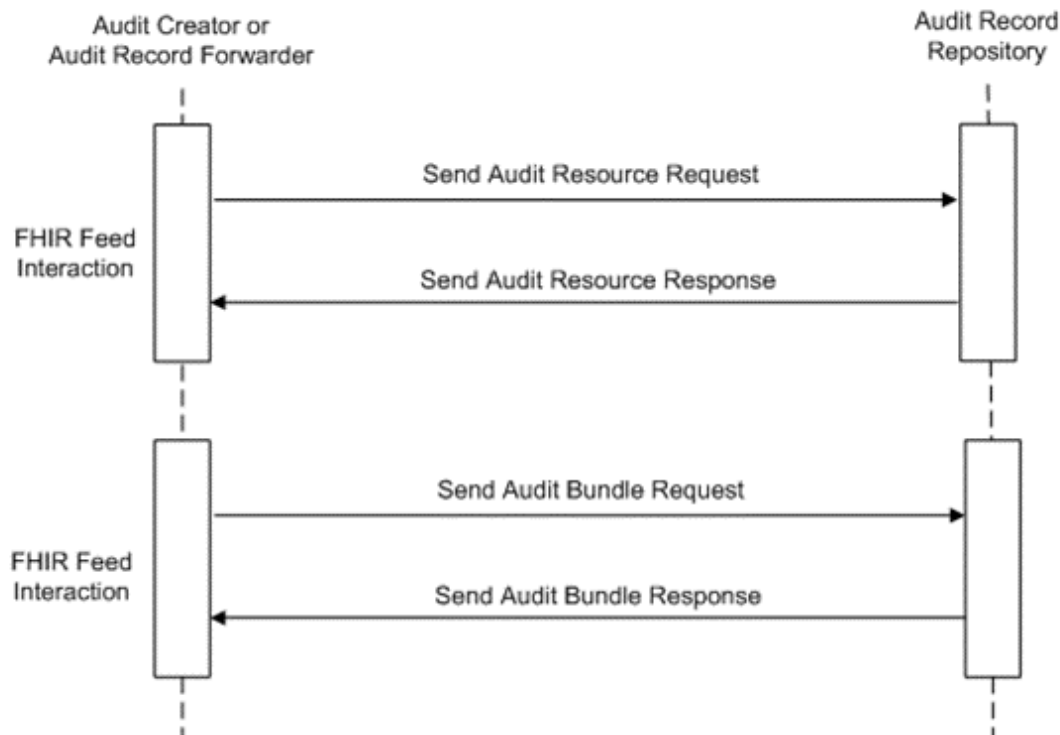 Audit Creator or
Audit Record Forwarder
Audit Record
Repository
Send Audit Resource Request
FHIR Feed
Interaction
Send Audit Resource Response
Send Audit Bundle Request
FHIR Feed
Interaction
Send Audit Bundle Response